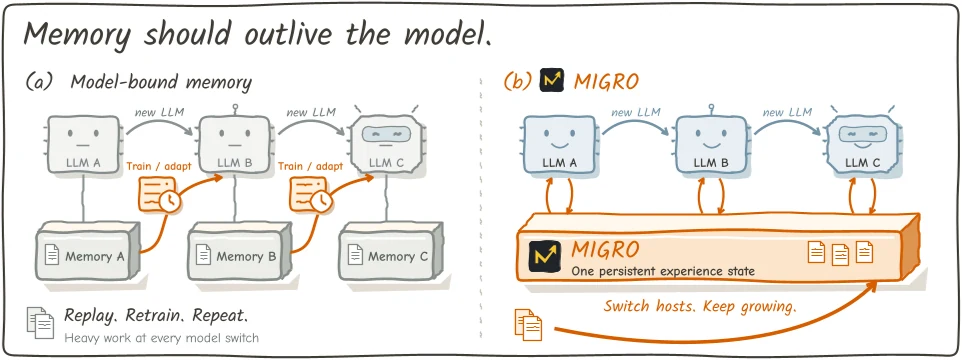 Memory should outlive the model.
(a) Model-bound memory
new LLM
new LLM
LLM A
LLM B
LLM C
Train / adapt
Train / adapt
Memory A
Memory B
Memory C
Replay. Retrain. Repeat.
Heavy work at every model switch
(b) MIGRO
new LLM
new LLM
LLM A
LLM B
LLM C
MIGRO
One persistent experience state
Switch hosts. Keep growing.